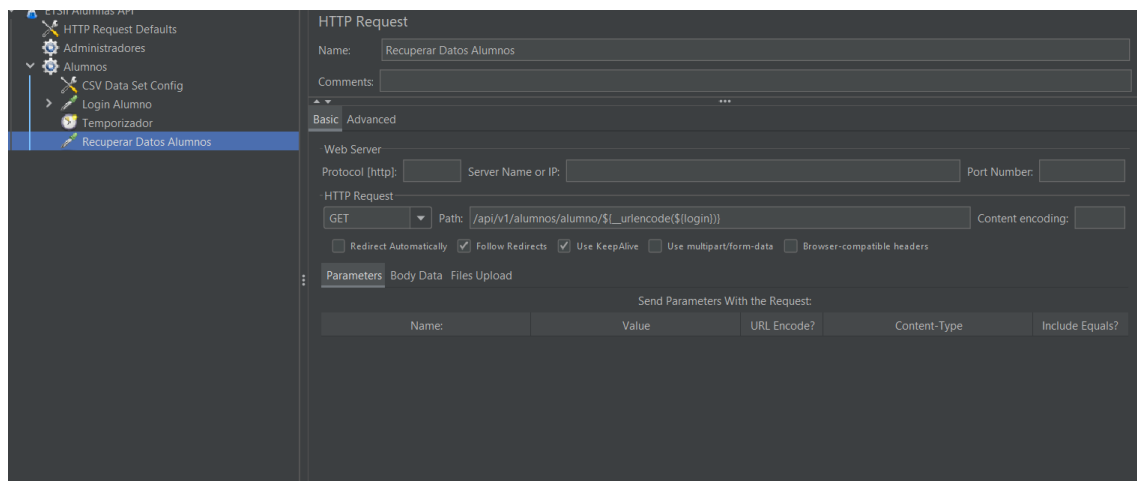 ETSII Alumnas API
HTTP Request Defaults
Administradores
Alumnos
CSV Data Set Config
Login Alumno
Temporizador
Recuperar Datos Alumnos
HTTP Request
Name: Recuperar Datos Alumnos
Comments:
Basic Advanced
Web Server
Protocol [http]: Server Name or IP: Port Number:
HTTP Request
GET Path: /api/v1/alumnos/alumno/${__urlencode(${login})} Content encoding:
Redirect Automatically Follow Redirects Use KeepAlive Use multipart/form-data Browser-compatible headers
Parameters Body Data Files Upload
Send Parameters With the Request:
Name: Value URL Encode? Content-Type Include Equals?